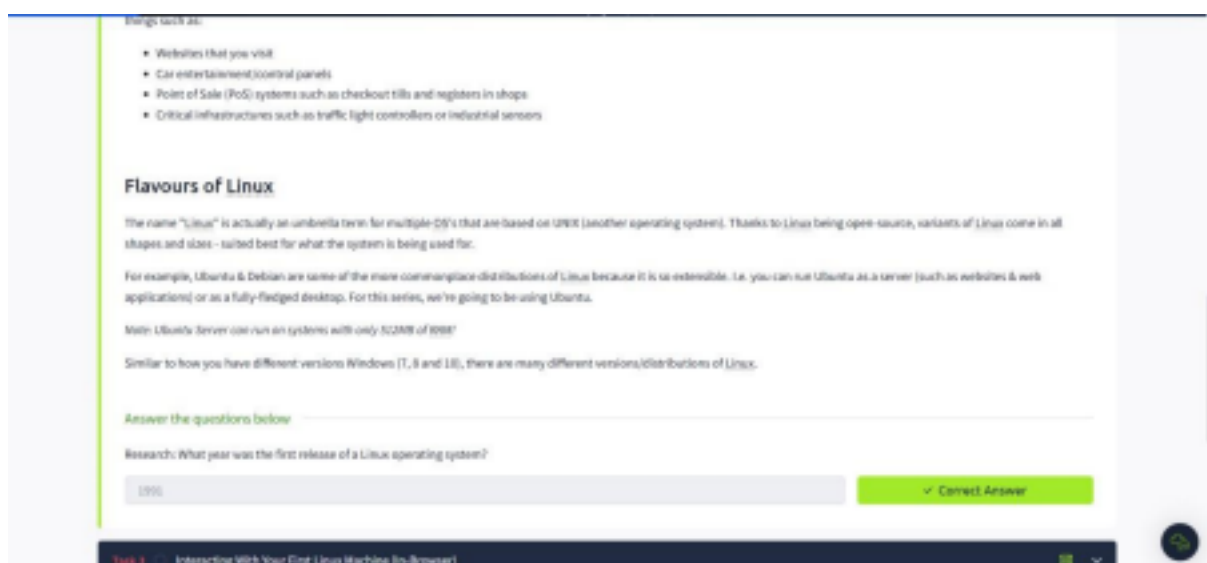 things such as:
Websites that you visit
Car entertainment/control panels
Point of Sale (PoS) systems such as checkout tills and registers in shops
Critical infrastructures such as traffic light controllers or industrial sensors
Flavours of Linux
The name "Linux" is actually an umbrella term for multiple OS's that are based on UNIX (another operating system). Thanks to Linux being open-source, variants of Linux come in all
shapes and sizes - suited best for what the system is being used for.
For example, Ubuntu & Debian are some of the more commonplace distributions of Linux because it is so extensible. I.e. you can run Ubuntu as a server (such as websites & web
applications) or as a fully-fledged desktop. For this series, we're going to be using Ubuntu.
Note: Ubuntu Server can run on systems with only 512MB of RAM!
Similar to how you have different versions Windows (7, 8 and 10), there are many different versions/distributions of Linux.
Answer the questions below
Research: What year was the first release of a Linux operating system?
1991
✓ Correct Answer
Task 3 Interacting With Your First Linux Machine (In-Browser)